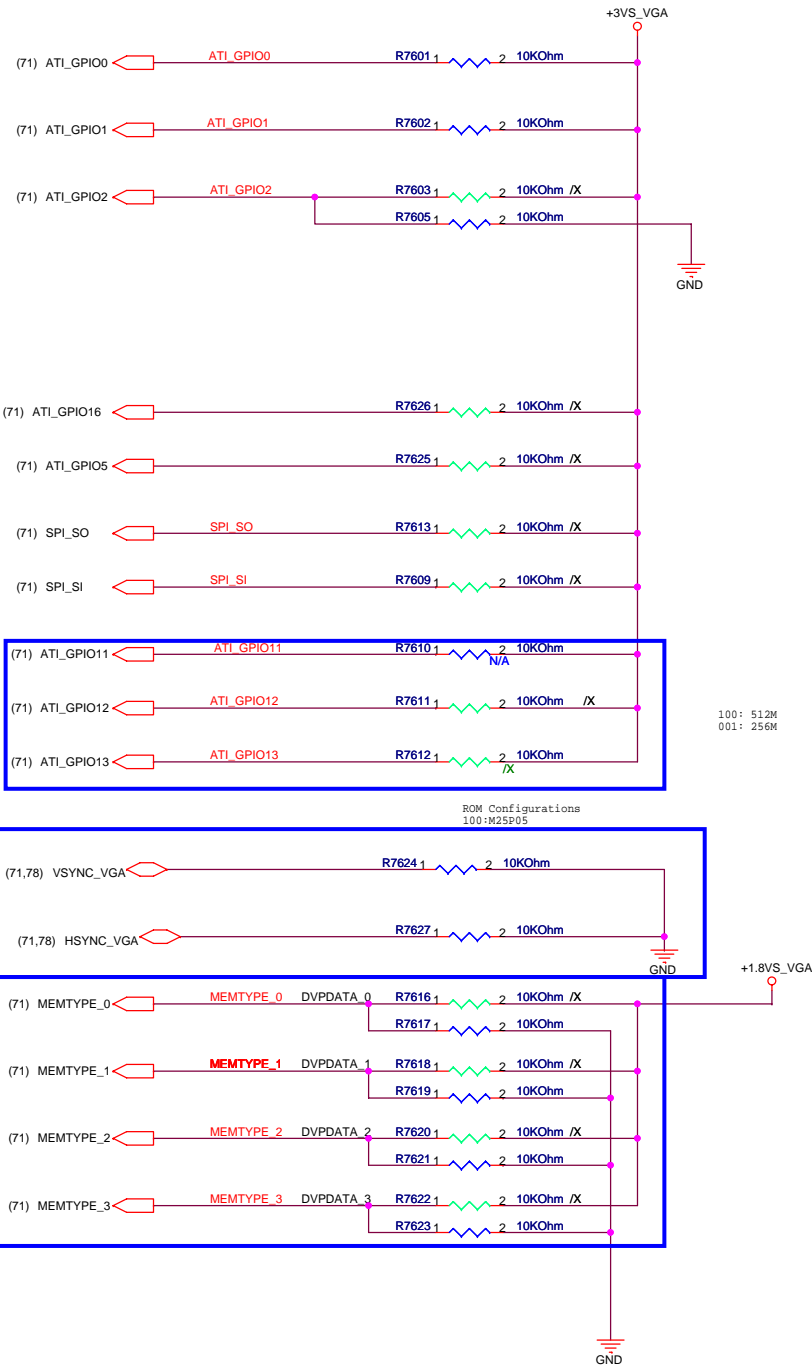 +3VS_VGA
(71) ATI_GPIO0 ATI_GPIO0 R7601 1 2 10KOhm
(71) ATI_GPIO1 ATI_GPIO1 R7602 1 2 10KOhm
(71) ATI_GPIO2 ATI_GPIO2 R7603 1 2 10KOhm /X
R7605 1 2 10KOhm
GND
(71) ATI_GPIO16 R7626 1 2 10KOhm /X
(71) ATI_GPIO5 R7625 1 2 10KOhm /X
(71) SPI_SO SPI_SO R7613 1 2 10KOhm /X
(71) SPI_SI SPI_SI R7609 1 2 10KOhm /X
(71) ATI_GPIO11 ATI_GPIO11 R7610 1 2 10KOhm
N/A
(71) ATI_GPIO12 ATI_GPIO12 R7611 1 2 10KOhm /X
100: 512M
001: 256M
(71) ATI_GPIO13 ATI_GPIO13 R7612 1 2 10KOhm
/X
ROM Configurations
100:M25P05
(71,78) VSYNC_VGA R7624 1 2 10KOhm
(71,78) HSYNC_VGA R7627 1 2 10KOhm
GND
+1.8VS_VGA
(71) MEMTYPE_0 MEMTYPE_0 DVPDATA_0 R7616 1 2 10KOhm /X
R7617 1 2 10KOhm
(71) MEMTYPE_1 MEMTYPE_1 DVPDATA_1 R7618 1 2 10KOhm /X
R7619 1 2 10KOhm
(71) MEMTYPE_2 MEMTYPE_2 DVPDATA_2 R7620 1 2 10KOhm /X
R7621 1 2 10KOhm
(71) MEMTYPE_3 MEMTYPE_3 DVPDATA_3 R7622 1 2 10KOhm /X
R7623 1 2 10KOhm
GND